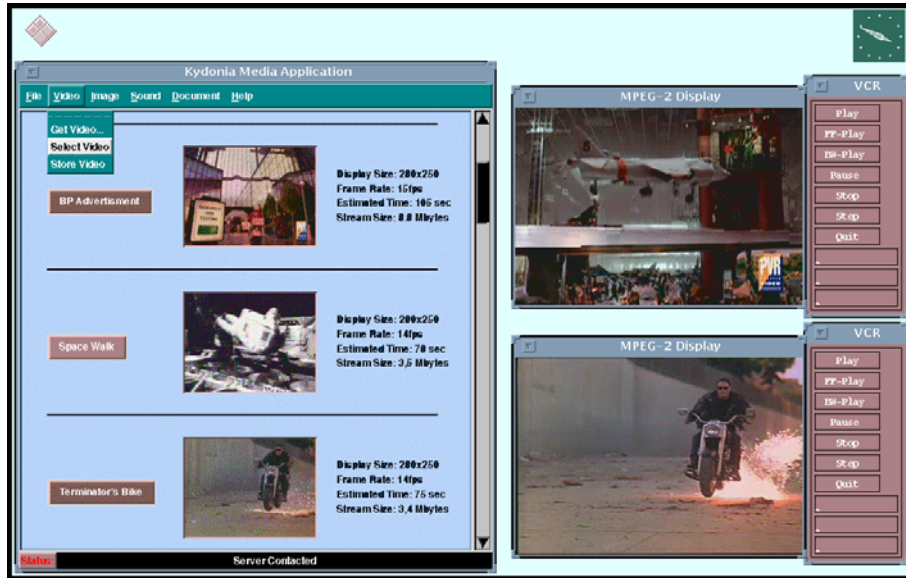 Kydonia Media Application
File Video Image Sound Document Help
Get Video...
Select Video
Store Video
BP Advertisment
Display Size: 200x250
Frame Rate: 15fps
Estimated Time: 105 sec
Stream Size: 8.8 Mbytes
Space Walk
Display Size: 200x250
Frame Rate: 14fps
Estimated Time: 70 sec
Stream Size: 3,5 Mbytes
Terminator's Bike
Display Size: 200x250
Frame Rate: 14fps
Estimated Time: 75 sec
Stream Size: 3,4 Mbytes
Status:
Server Contacted
MPEG-2 Display
PVR
VCR
Play
FF-Play
BW-Play
Pause
Stop
Step
Quit
MPEG-2 Display
VCR
Play
FF-Play
BW-Play
Pause
Stop
Step
Quit